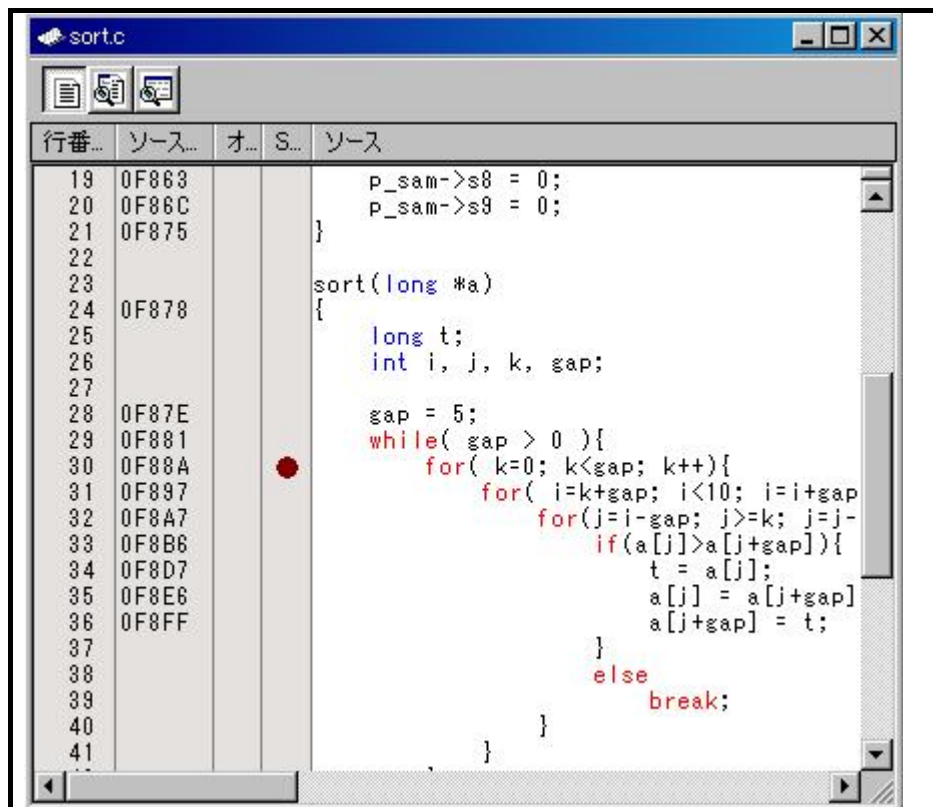 sort.c
行番... ソース... オ... S... ソース
19 0F863 p_sam->s8 = 0;
20 0F86C p_sam->s9 = 0;
21 0F875 }
22
23 sort(long *a)
24 0F878 {
25 long t;
26 int i, j, k, gap;
27
28 0F87E gap = 5;
29 0F881 while( gap > 0 ){
30 0F88A for( k=0; k<gap; k++){
31 0F897 for( i=k+gap; i<10; i=i+gap
32 0F8A7 for(j=i-gap; j>=k; j=j-
33 0F8B6 if(a[j]>a[j+gap]){
34 0F8D7 t = a[j];
35 0F8E6 a[j] = a[j+gap]
36 0F8FF a[j+gap] = t;
37 }
38 else
39 break;
40 }
41 }